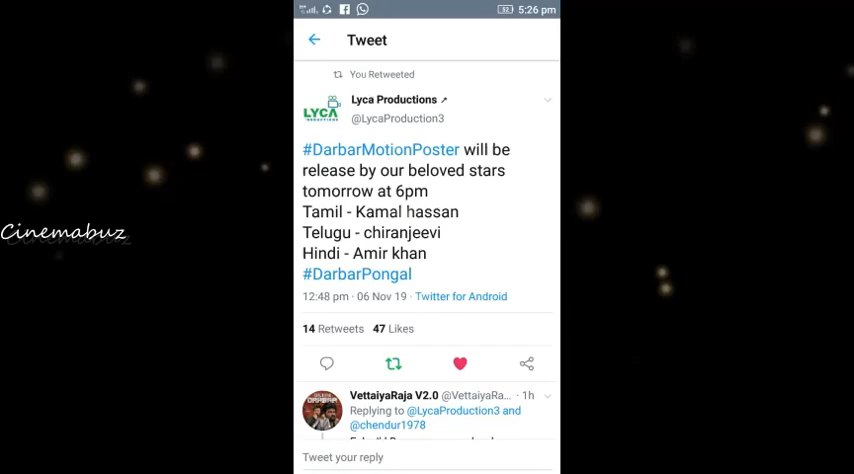 5:26 pm
Tweet
You Retweeted
Lyca Productions
@LycaProduction3
LYCA
PRODUCTIONS
#DarbarMotionPoster will be
release by our beloved stars
tomorrow at 6pm
Tamil - Kamal hassan
Telugu - chiranjeevi
Hindi - Amir khan
#DarbarPongal
12:48 pm · 06 Nov 19 · Twitter for Android
14 Retweets 47 Likes
VettaiyaRaja V2.0 @VettaiyaRa... · 1h
Replying to @LycaProduction3 and
@chendur1978
Tweet your reply
Cinemabuz
DARBAR